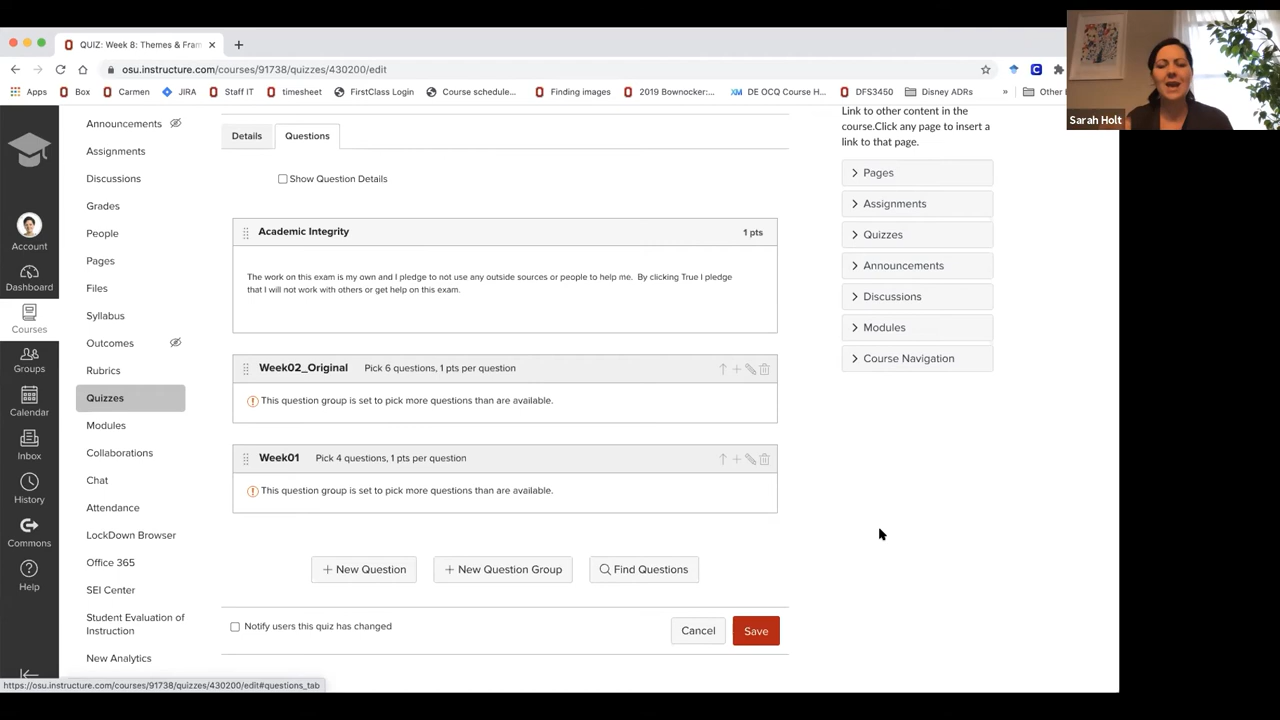 QUIZ: Week 8: Themes & Fram
osu.instructure.com/courses/91738/quizzes/430200/edit
Apps Box Carmen JIRA Staff IT timesheet FirstClass Login Course schedule... Finding images 2019 Bownocker:... DE OCQ Course H... DFS3450 Disney ADRs » Other
Sarah Holt
Account
Dashboard
Courses
Groups
Calendar
Inbox
History
Commons
Help
Announcements
Assignments
Discussions
Grades
People
Pages
Files
Syllabus
Outcomes
Rubrics
Quizzes
Modules
Collaborations
Chat
Attendance
LockDown Browser
Office 365
SEI Center
Student Evaluation of
Instruction
New Analytics
Details Questions
Show Question Details
Academic Integrity 1 pts
The work on this exam is my own and I pledge to not use any outside sources or people to help me. By clicking True I pledge
that I will not work with others or get help on this exam.
Week02_Original Pick 6 questions, 1 pts per question
This question group is set to pick more questions than are available.
Week01 Pick 4 questions, 1 pts per question
This question group is set to pick more questions than are available.
+ New Question + New Question Group Find Questions
Notify users this quiz has changed
Cancel Save
Link to other content in the
course.Click any page to insert a
link to that page.
Pages
Assignments
Quizzes
Announcements
Discussions
Modules
Course Navigation
https://osu.instructure.com/courses/91738/quizzes/430200/edit#questions_tab